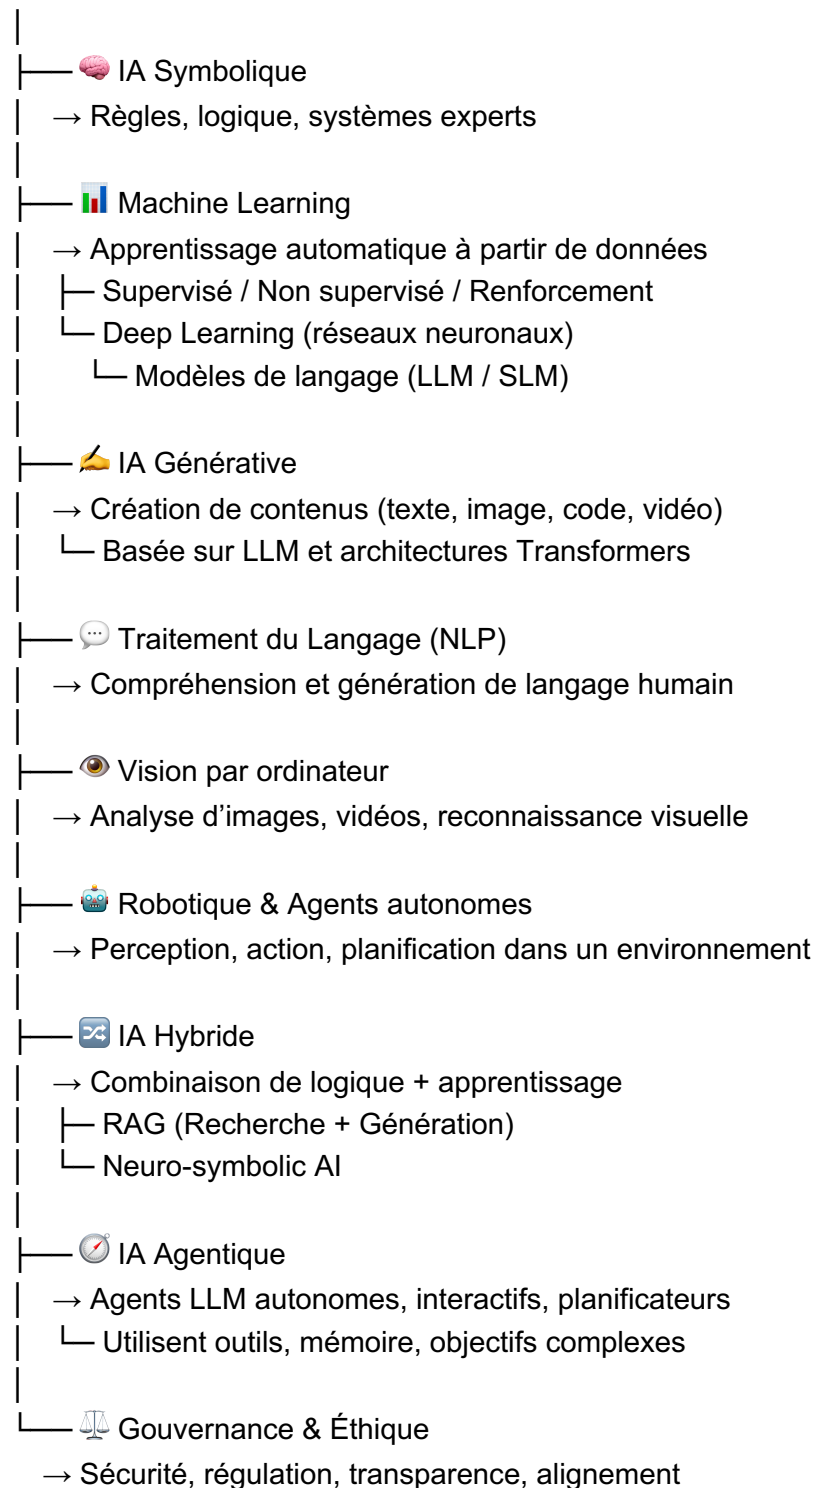 │
├── 🧠 IA Symbolique
│ → Règles, logique, systèmes experts
│
├── 📊 Machine Learning
│ → Apprentissage automatique à partir de données
│ ├─ Supervisé / Non supervisé / Renforcement
│ └─ Deep Learning (réseaux neuronaux)
│ └─ Modèles de langage (LLM / SLM)
│
├── ✍️ IA Générative
│ → Création de contenus (texte, image, code, vidéo)
│ └─ Basée sur LLM et architectures Transformers
│
├── 💬 Traitement du Langage (NLP)
│ → Compréhension et génération de langage humain
│
├── 👁️ Vision par ordinateur
│ → Analyse d’images, vidéos, reconnaissance visuelle
│
├── 🤖 Robotique & Agents autonomes
│ → Perception, action, planification dans un environnement
│
├── 🔀 IA Hybride
│ → Combinaison de logique + apprentissage
│ ├─ RAG (Recherche + Génération)
│ └─ Neuro-symbolic AI
│
├── 🧭 IA Agentique
│ → Agents LLM autonomes, interactifs, planificateurs
│ └─ Utilisent outils, mémoire, objectifs complexes
│
└── ⚖️ Gouvernance & Éthique
→ Sécurité, régulation, transparence, alignement